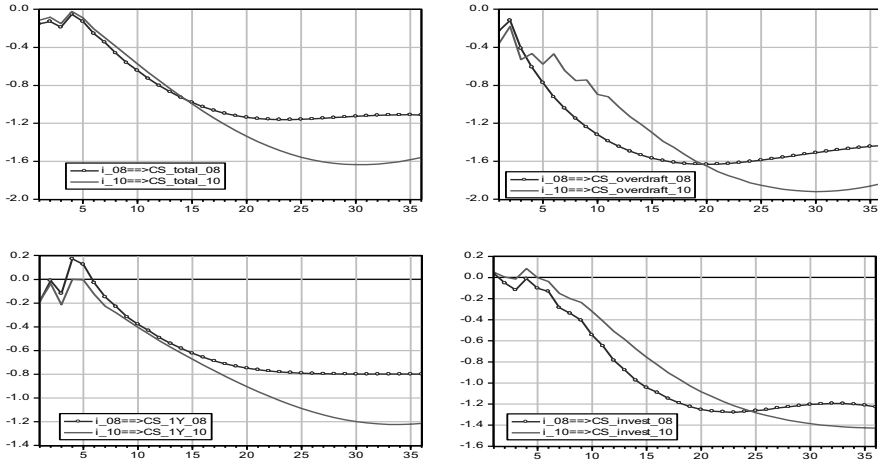 0.0
-0.4
-0.8
-1.2
-1.6
-2.0
i_08==>CS_total_08
i_10==>CS_total_10
5 10 15 20 25 30 35
0.0
-0.4
-0.8
-1.2
-1.6
-2.0
i_08==>CS_overdraft_08
i_10==>CS_overdraft_10
5 10 15 20 25 30 35
0.2
0.0
-0.2
-0.4
-0.6
-0.8
-1.0
-1.2
-1.4
i_08==>CS_1Y_08
i_10==>CS_1Y_10
5 10 15 20 25 30 35
0.2
0.0
-0.2
-0.4
-0.6
-0.8
-1.0
-1.2
-1.4
-1.6
i_08==>CS_invest_08
i_10==>CS_invest_10
5 10 15 20 25 30 35